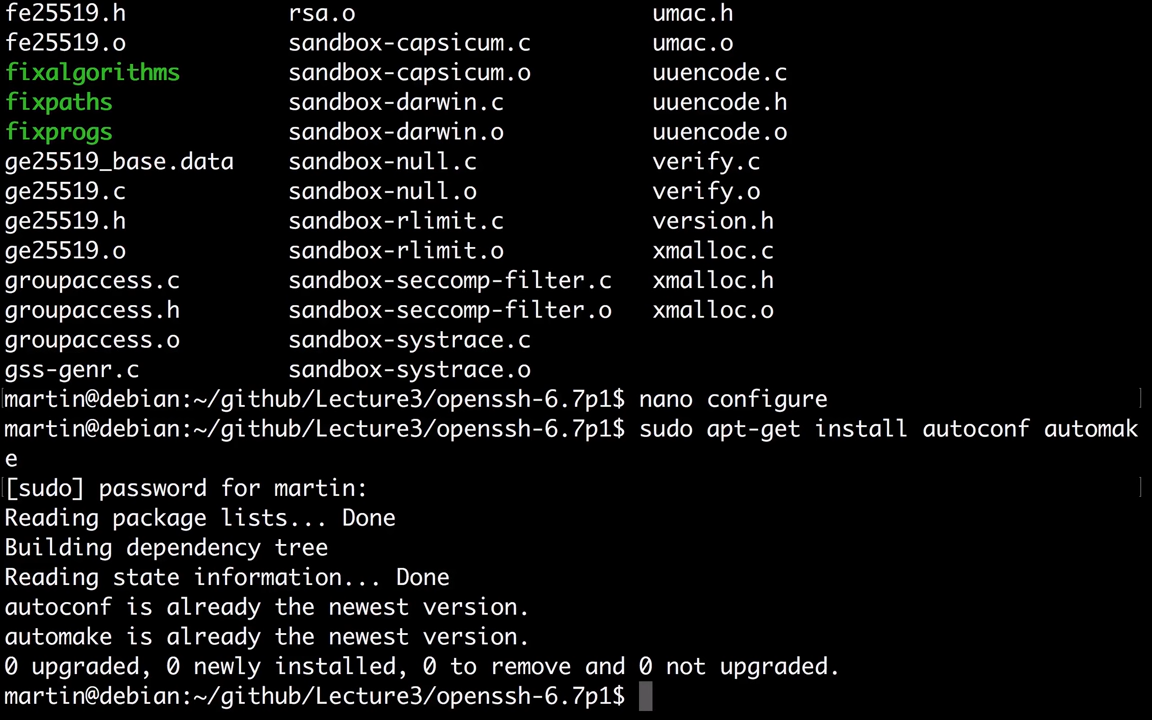 fe25519.h rsa.o umac.h
fe25519.o sandbox-capsicum.c umac.o
fixalgorithms sandbox-capsicum.o uuencode.c
fixpaths sandbox-darwin.c uuencode.h
fixprogs sandbox-darwin.o uuencode.o
ge25519_base.data sandbox-null.c verify.c
ge25519.c sandbox-null.o verify.o
ge25519.h sandbox-rlimit.c version.h
ge25519.o sandbox-rlimit.o xmalloc.c
groupaccess.c sandbox-seccomp-filter.c xmalloc.h
groupaccess.h sandbox-seccomp-filter.o xmalloc.o
groupaccess.o sandbox-systrace.c
gss-genr.c sandbox-systrace.o
martin@debian:~/github/Lecture3/openssh-6.7p1$ nano configure
martin@debian:~/github/Lecture3/openssh-6.7p1$ sudo apt-get install autoconf automak
e
[sudo] password for martin:
Reading package lists... Done
Building dependency tree
Reading state information... Done
autoconf is already the newest version.
automake is already the newest version.
0 upgraded, 0 newly installed, 0 to remove and 0 not upgraded.
martin@debian:~/github/Lecture3/openssh-6.7p1$